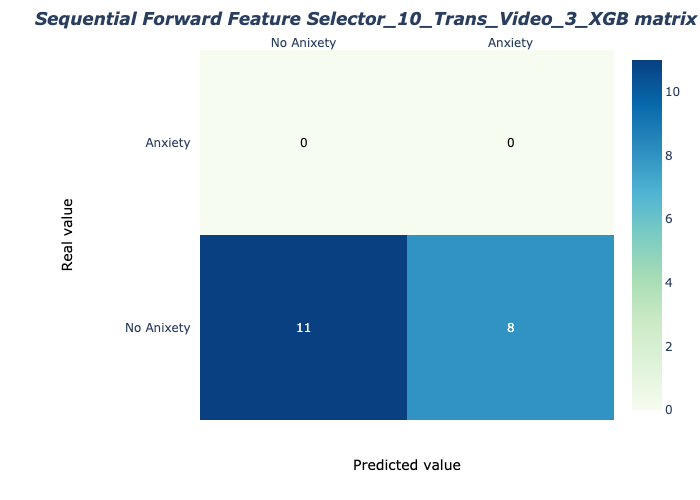 Sequential Forward Feature Selector_10_Trans_Video_3_XGB matrix
No Anixety Anxiety
Anxiety 0 0
No Anixety 11 8
Real value
Predicted value
10
8
6
4
2
0